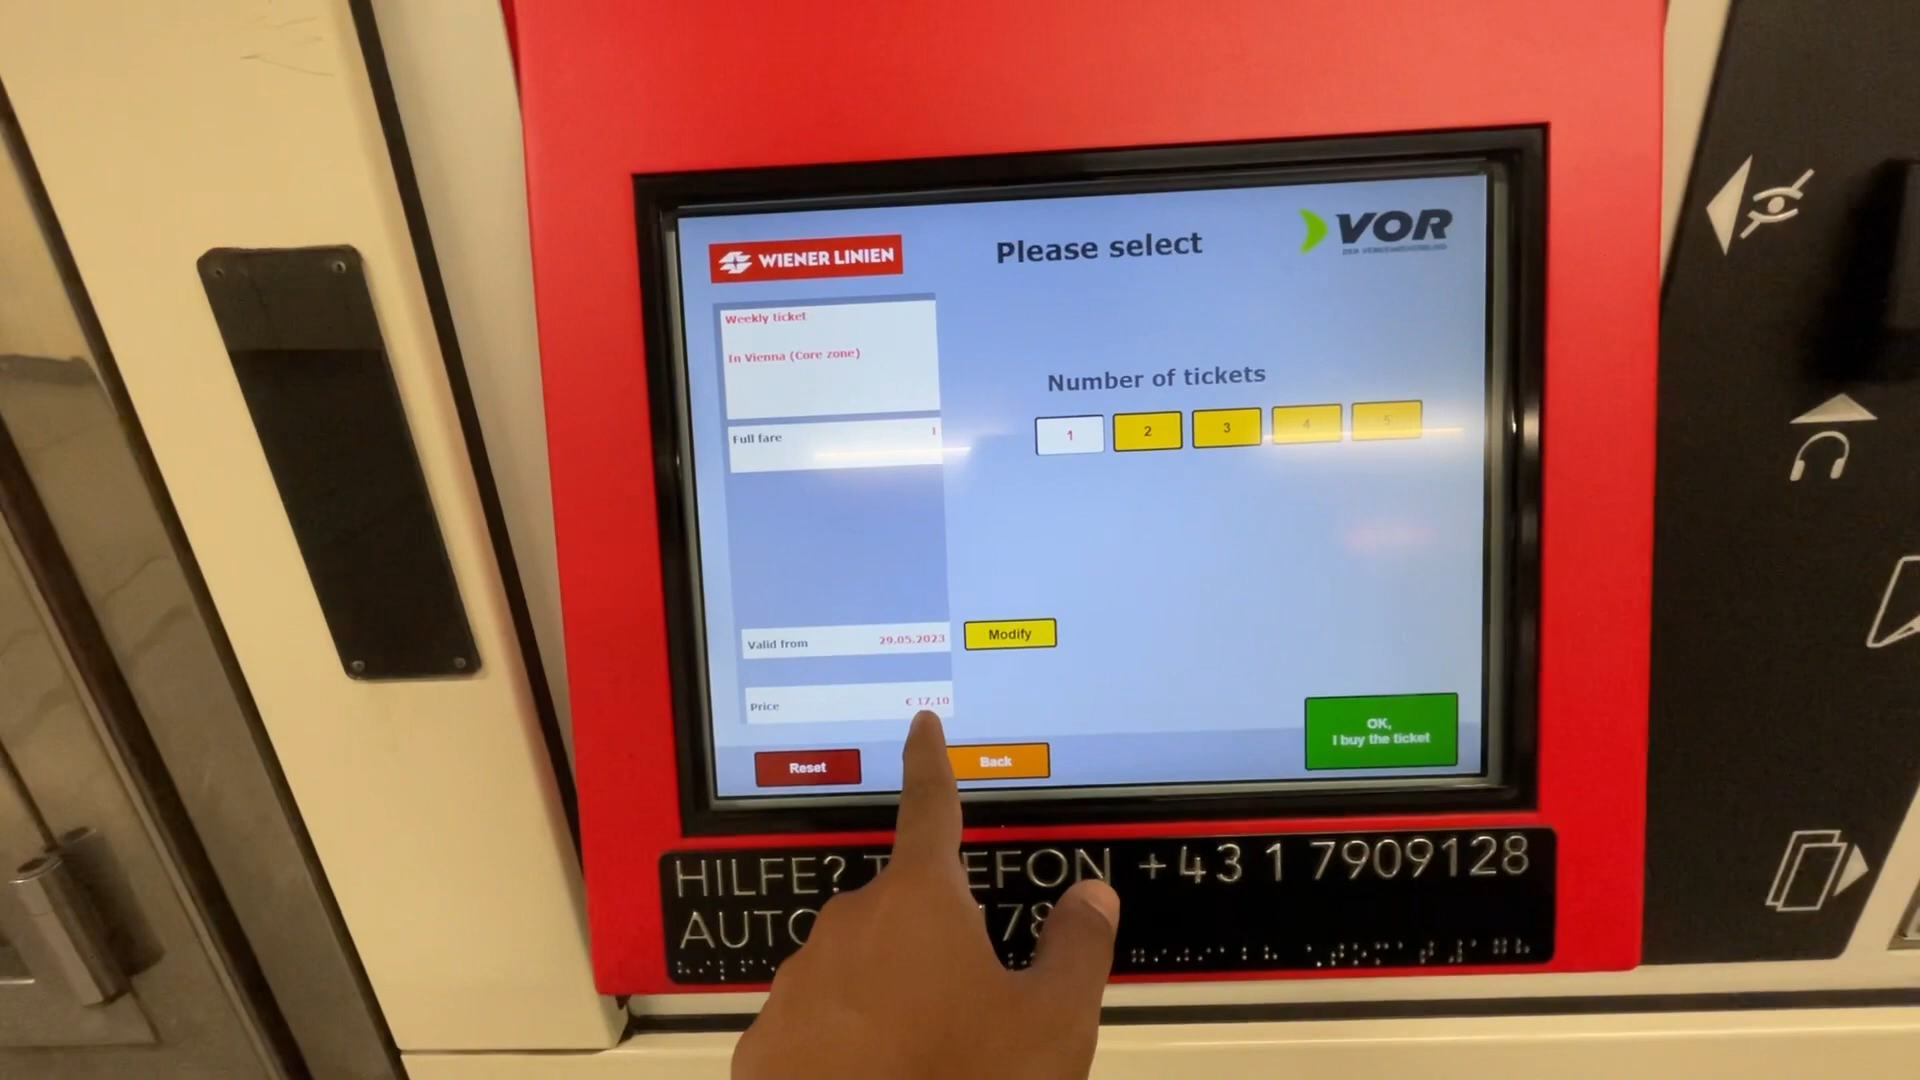 WIENER LINIEN
Please select
VOR
Weekly ticket
In Vienna (Core zone)
Full fare 1
Number of tickets
1 2 3 4 5
Valid from 29.05.2023
Modify
Price € 17,10
OK,
I buy the ticket
Reset
Back
HILFE? T EFON +43 1 7909128
AUTO 178